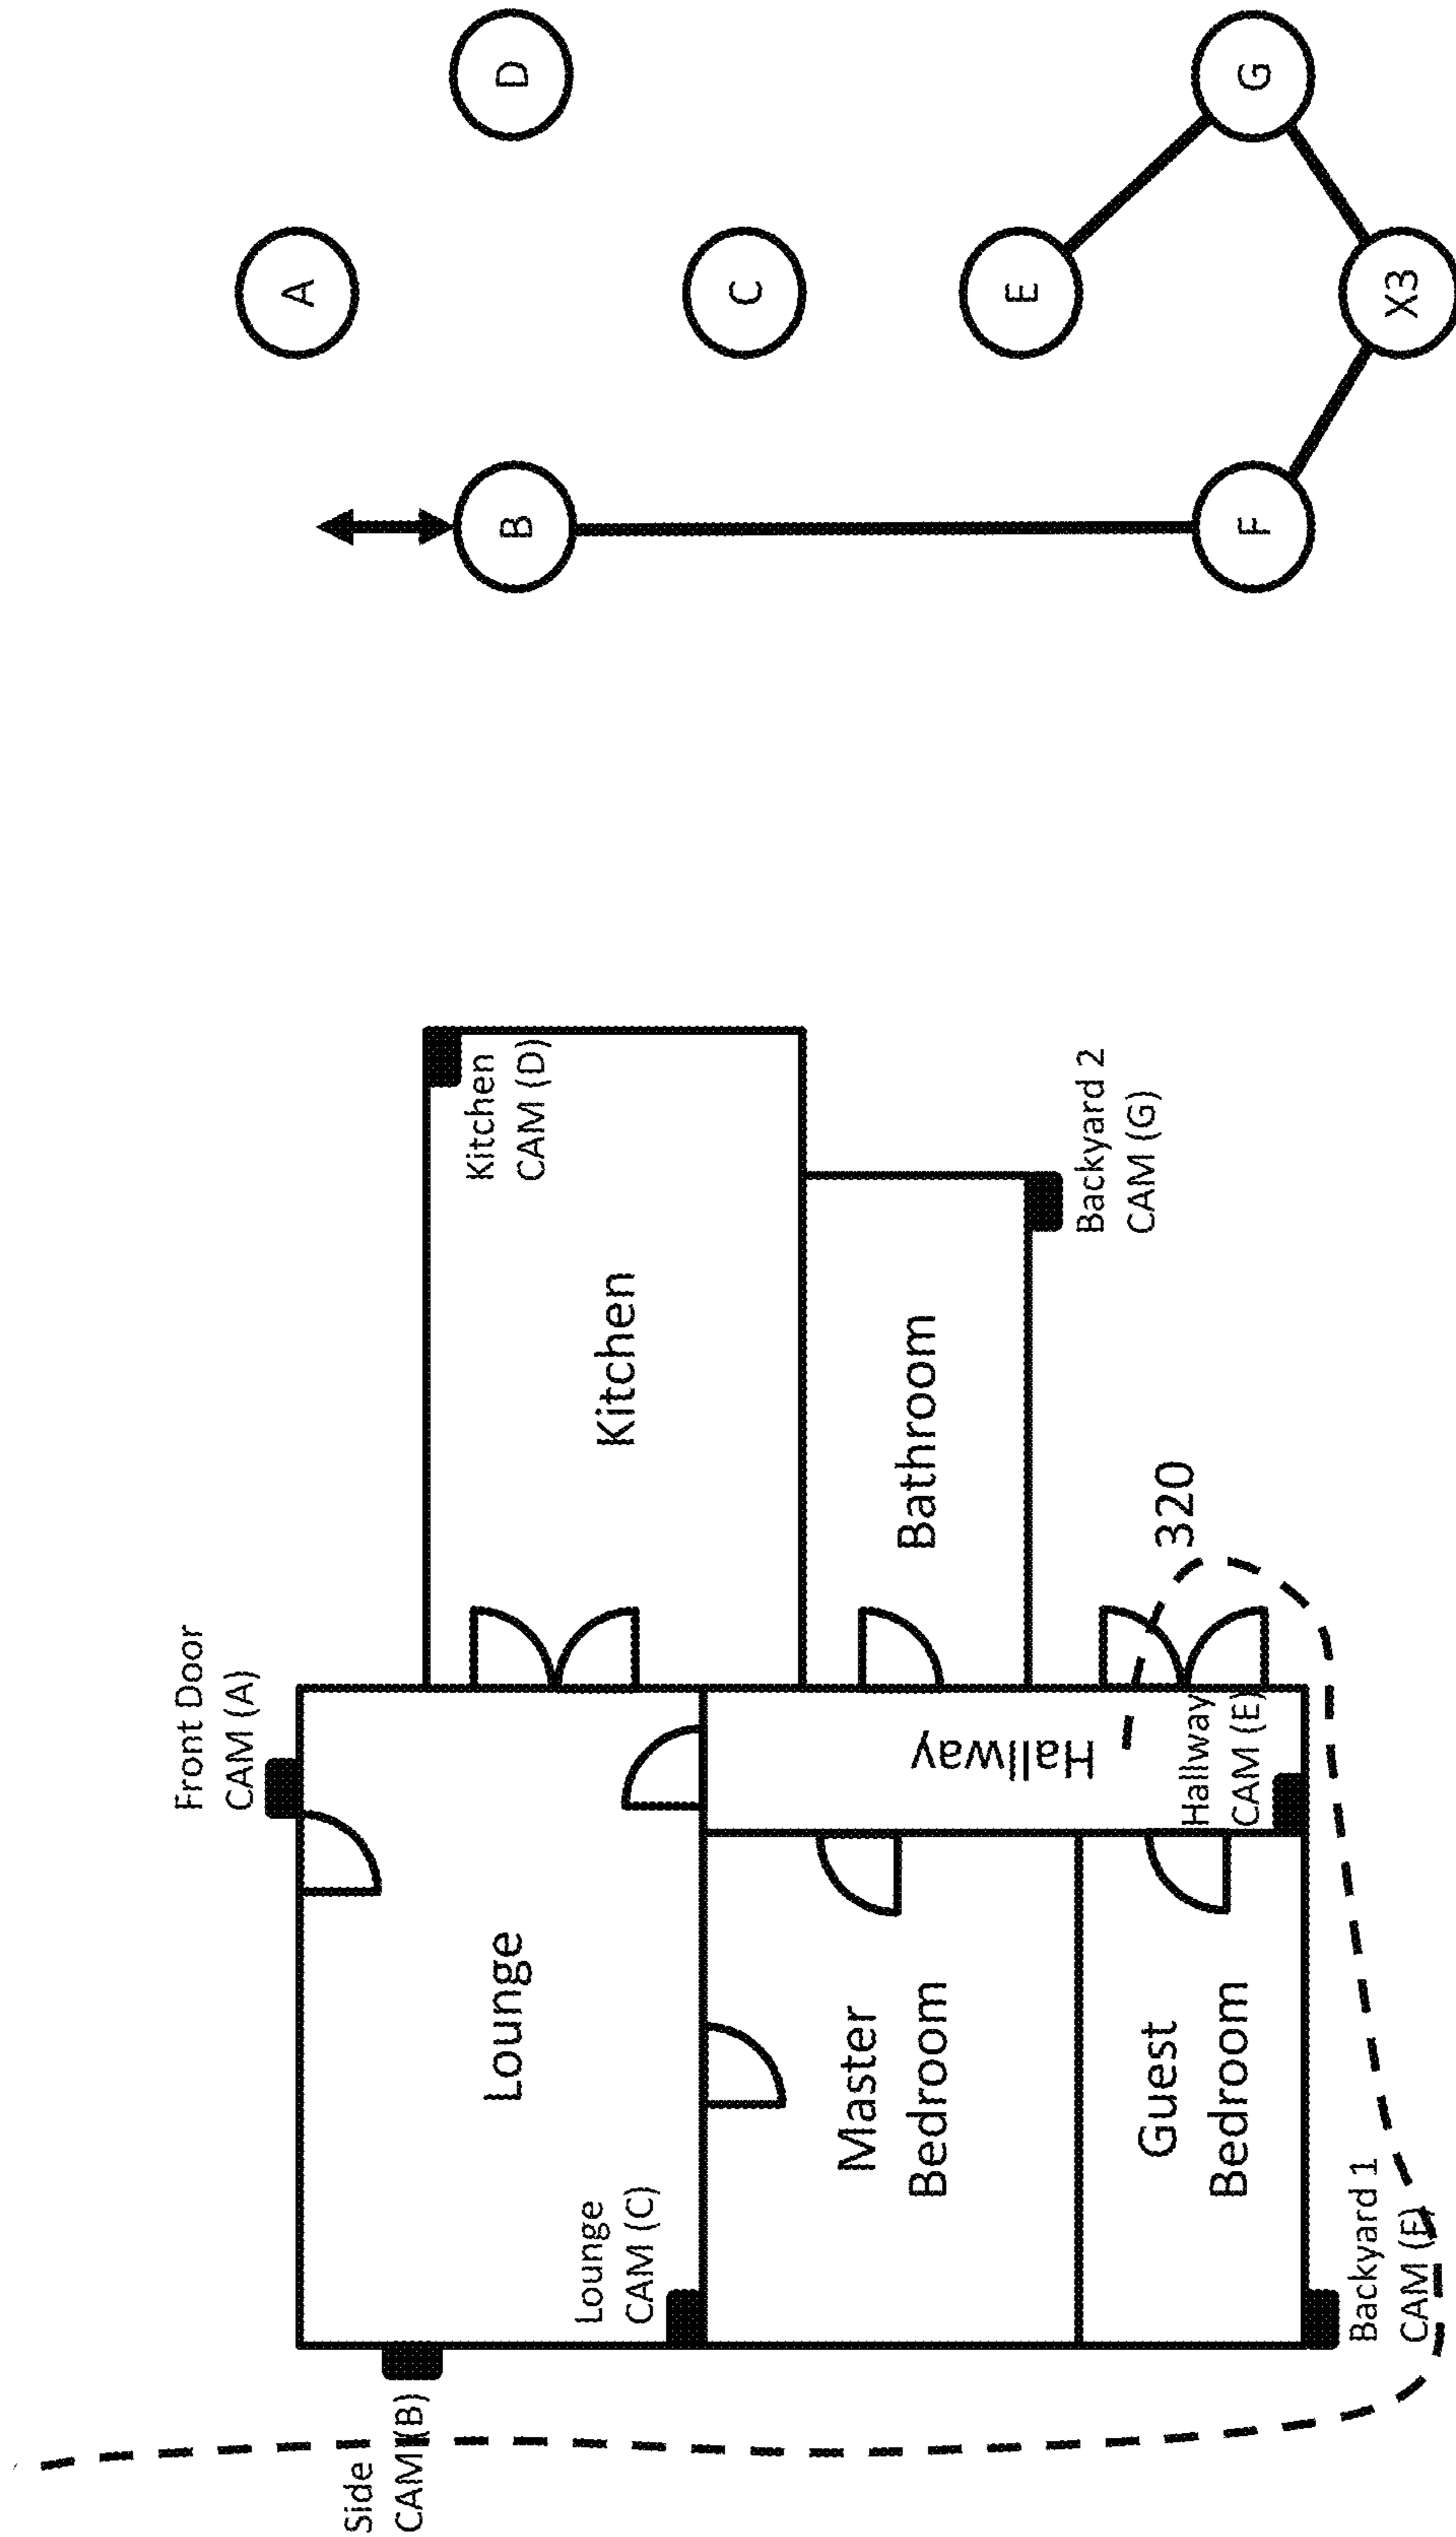 Front Door
CAM (A)
Side
CAM (B)
Lounge
Lounge
CAM (C)
Kitchen
CAM (D)
Kitchen
Master
Bedroom
Hallway
Bathroom
Guest
Bedroom
Hallway
CAM (E)
Backyard 2
CAM (G)
320
Backyard 1
CAM (F)
A
B
D
C
E
F
G
X3